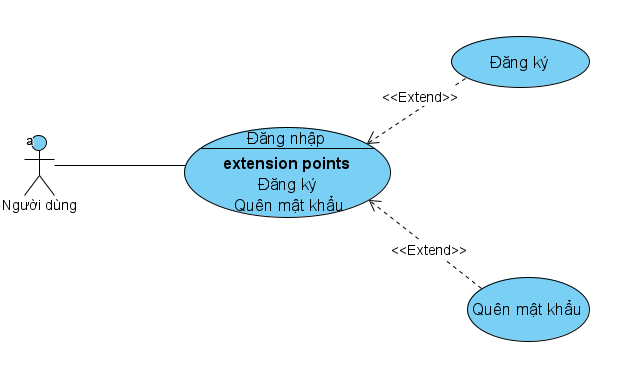 Đăng ký
<<Extend>>
a
Đăng nhập
extension points
Đăng ký
Quên mật khẩu
Người dùng
<<Extend>>
Quên mật khẩu